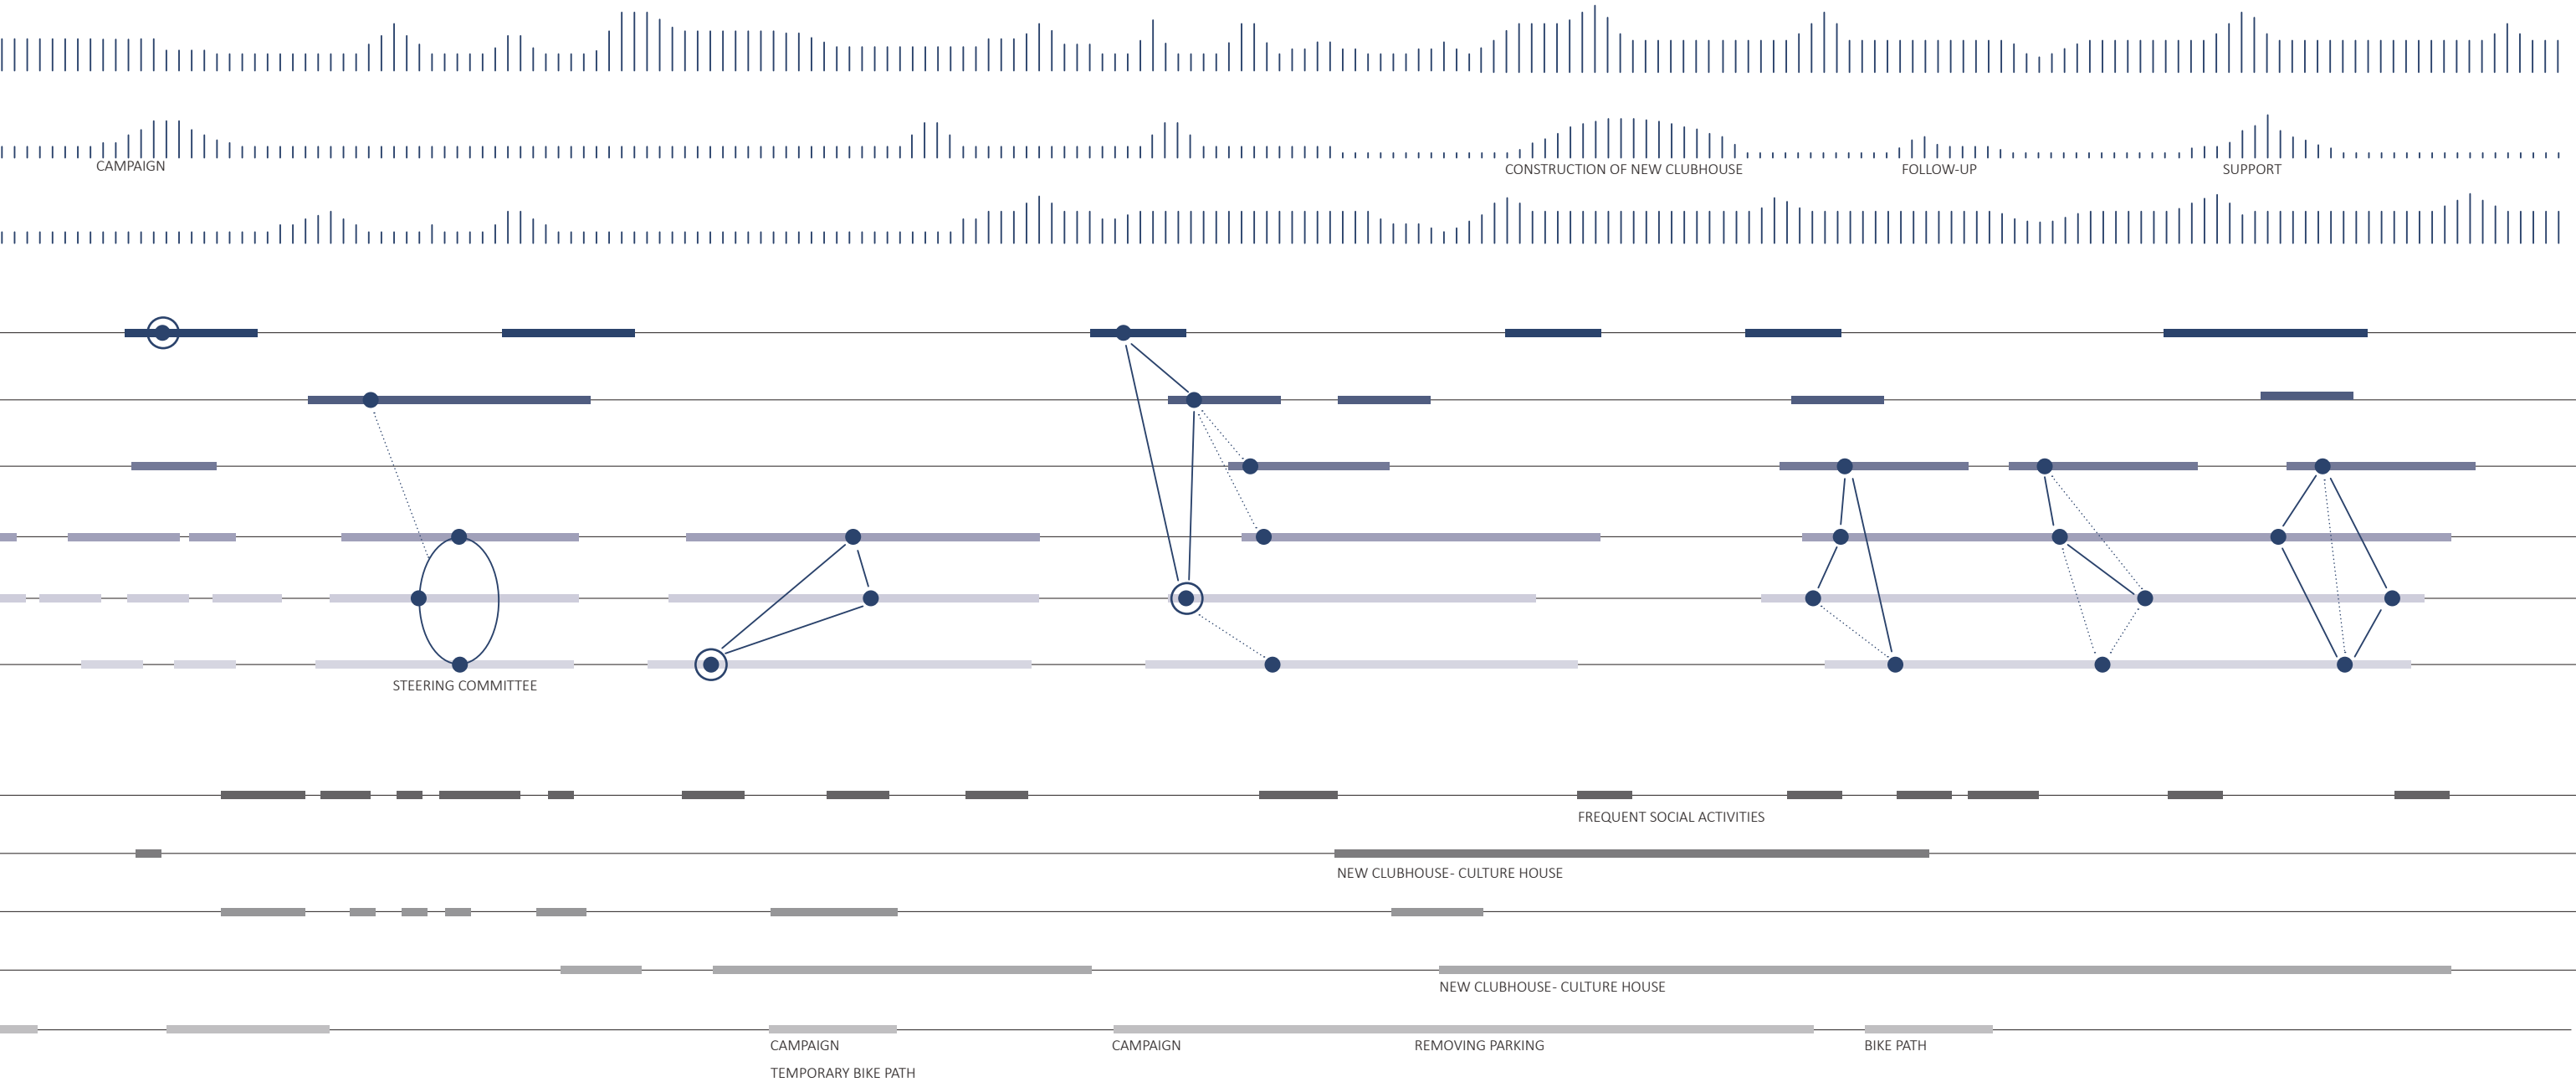 CAMPAIGN
CONSTRUCTION OF NEW CLUBHOUSE
FOLLOW-UP
SUPPORT
STEERING COMMITTEE
FREQUENT SOCIAL ACTIVITIES
NEW CLUBHOUSE- CULTURE HOUSE
NEW CLUBHOUSE- CULTURE HOUSE
CAMPAIGN
CAMPAIGN
REMOVING PARKING
BIKE PATH
TEMPORARY BIKE PATH